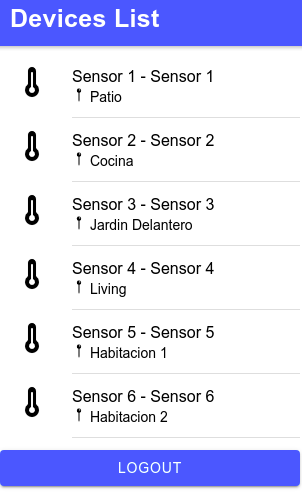 Devices List
Sensor 1 - Sensor 1
Patio
Sensor 2 - Sensor 2
Cocina
Sensor 3 - Sensor 3
Jardin Delantero
Sensor 4 - Sensor 4
Living
Sensor 5 - Sensor 5
Habitacion 1
Sensor 6 - Sensor 6
Habitacion 2
LOGOUT